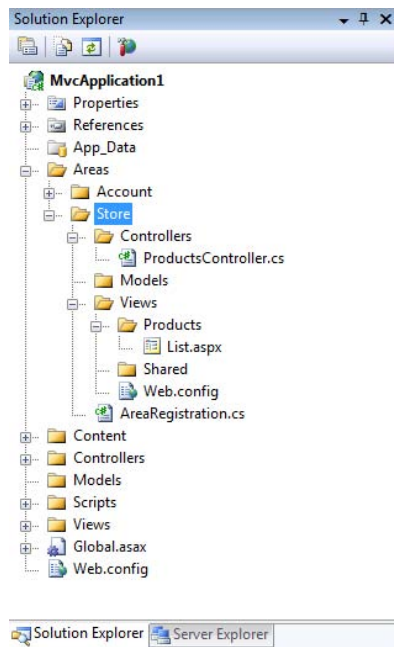 Solution Explorer
MvcApplication1
Properties
References
App_Data
Areas
Account
Store
Controllers
ProductsController.cs
Models
Views
Products
List.aspx
Shared
Web.config
AreaRegistration.cs
Content
Controllers
Models
Scripts
Views
Global.asax
Web.config
Solution Explorer Server Explorer